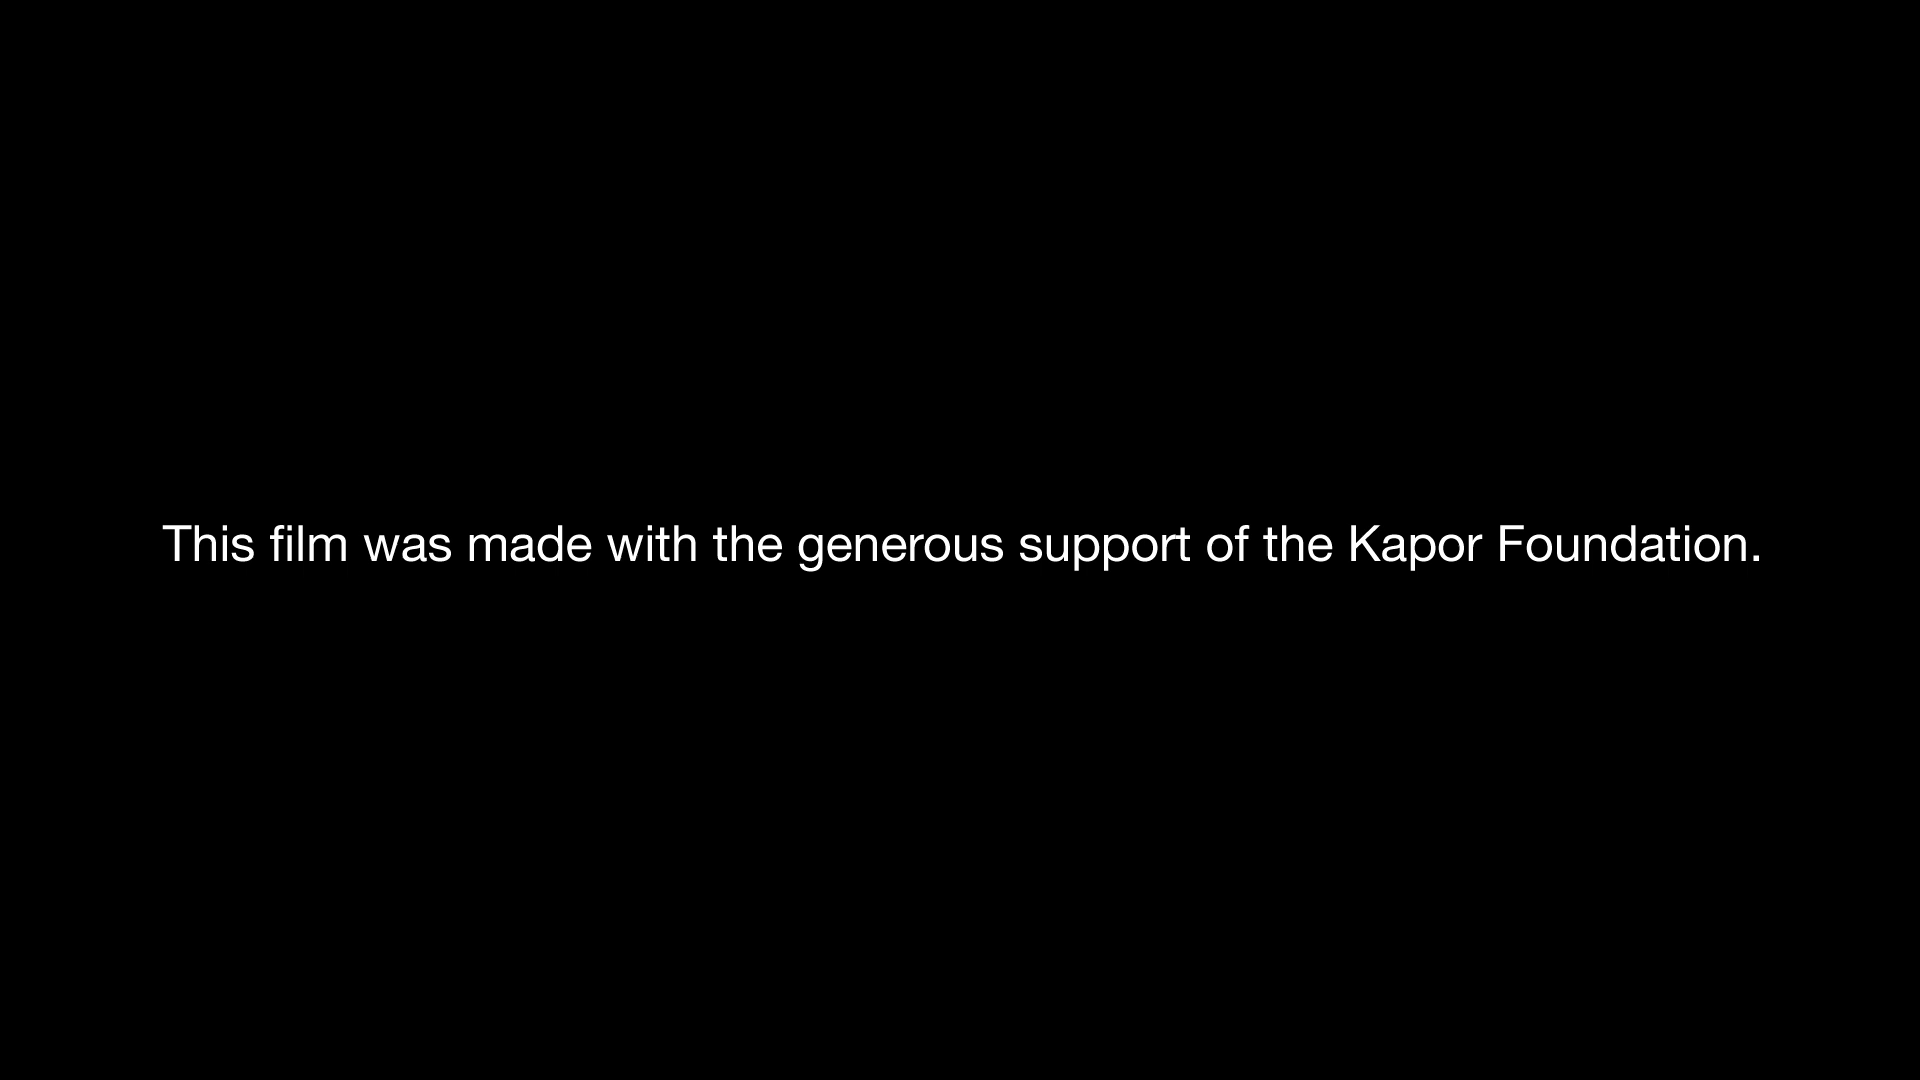 This film was made with the generous support of the Kapor Foundation.